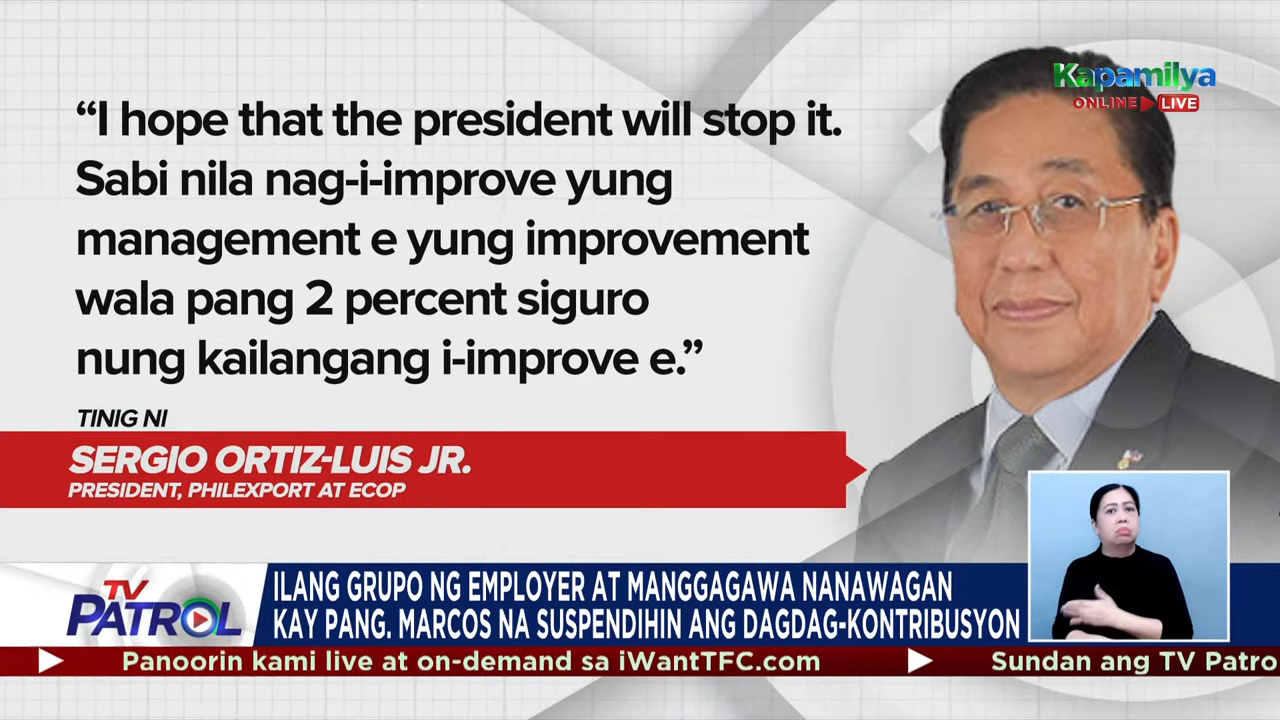 Kapamilya
ONLINE LIVE
“I hope that the president will stop it.
Sabi nila nag-i-improve yung
management e yung improvement
wala pang 2 percent siguro
nung kailangang i-improve e.”
TINIG NI
SERGIO ORTIZ-LUIS JR.
PRESIDENT, PHILEXPORT AT ECOP
TV PATROL
ILANG GRUPO NG EMPLOYER AT MANGGAGAWA NANAWAGAN
KAY PANG. MARCOS NA SUSPENDIHIN ANG DAGDAG-KONTRIBUSYON
Panoorin kami live at on-demand sa iWantTFC.com Sundan ang TV Patro